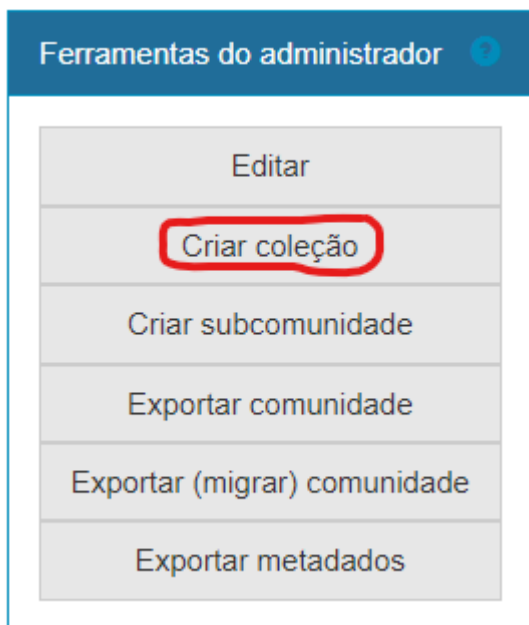 Ferramentas do administrador ?
Editar
Criar coleção
Criar subcomunidade
Exportar comunidade
Exportar (migrar) comunidade
Exportar metadados